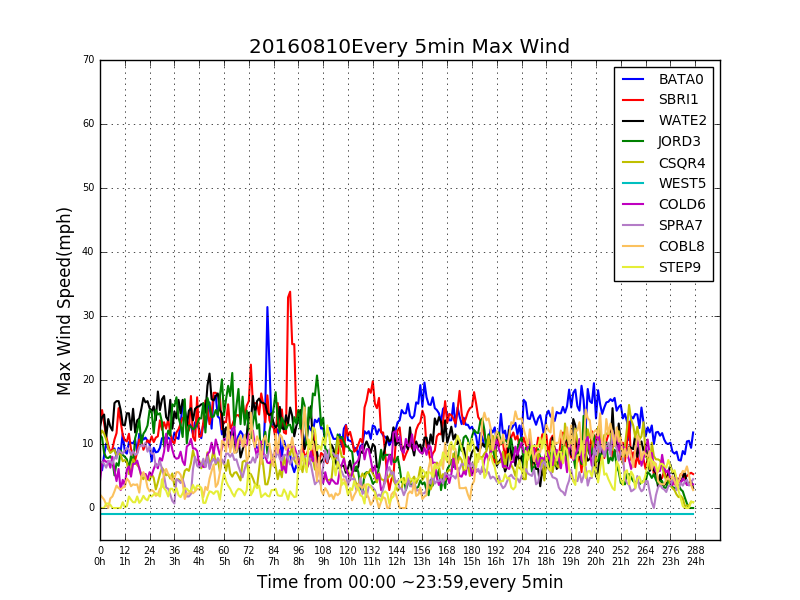 20160810Every 5min Max Wind
70
60
50
40
30
20
10
0
Max Wind Speed(mph)
BATA0
SBRI1
WATE2
JORD3
CSQR4
WEST5
COLD6
SPRA7
COBL8
STEP9
0 12 24 36 48 60 72 84 96 108 120 132 144 156 168 180 192 204 216 228 240 252 264 276 288
0h 1h 2h 3h 4h 5h 6h 7h 8h 9h 10h 11h 12h 13h 14h 15h 16h 17h 18h 19h 20h 21h 22h 23h 24h
Time from 00:00 ~23:59,every 5min